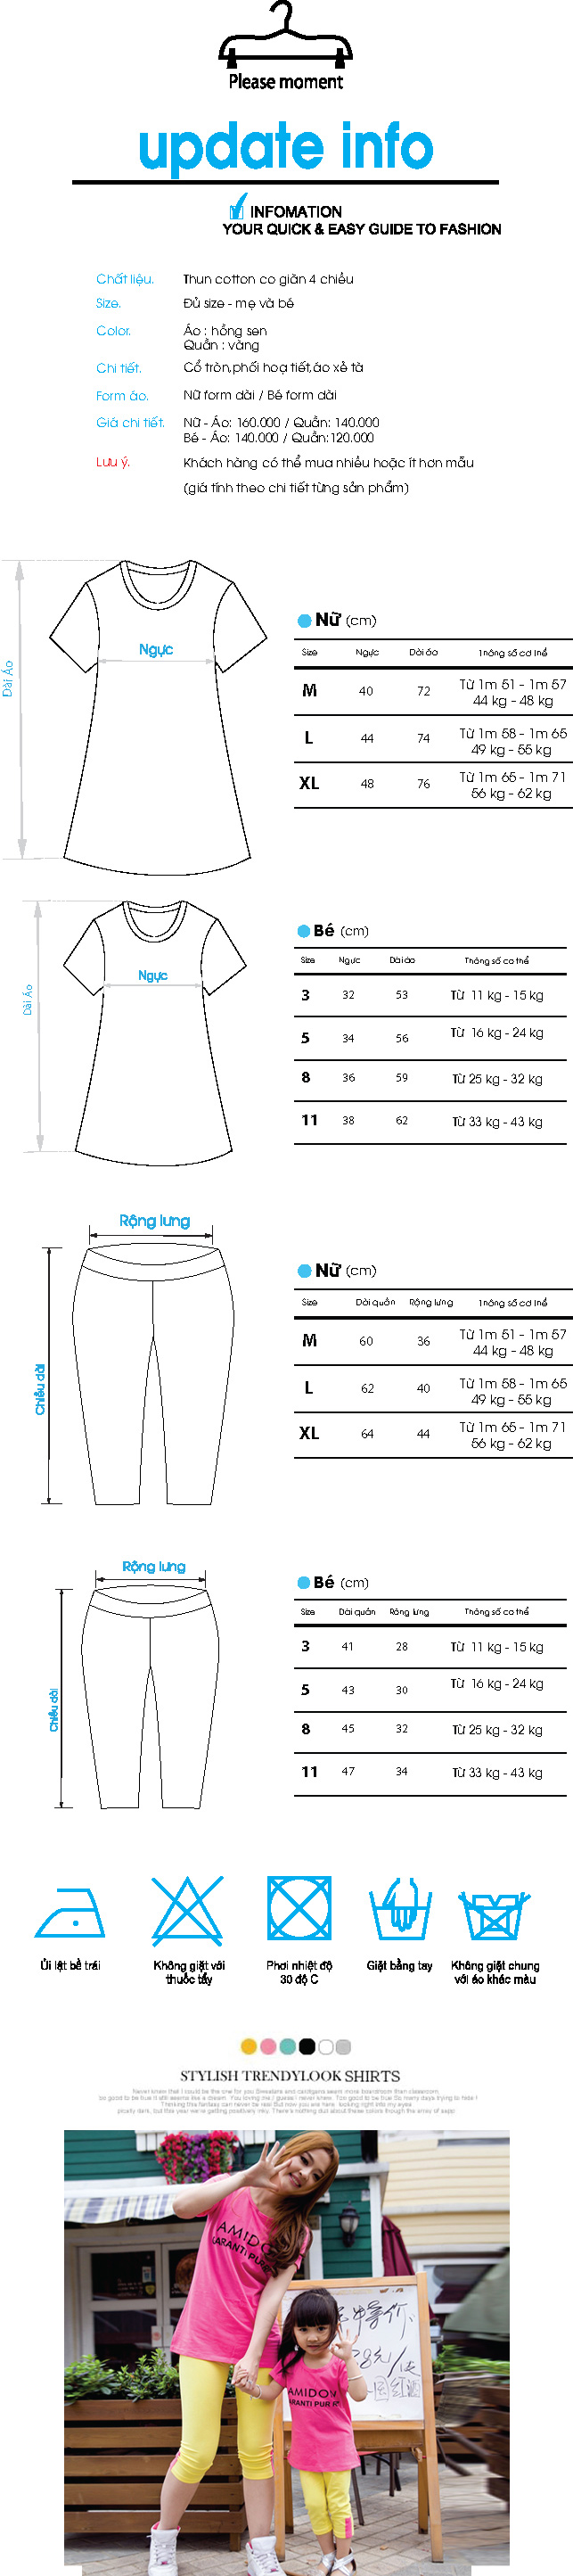 Please moment
update info
INFOMATION
YOUR QUICK & EASY GUIDE TO FASHION
Chất liệu. Thun cotton co giãn 4 chiều
Size. Đủ size - mẹ và bé
Color. Áo : hồng sen
Quần : vàng
Chi tiết. Cổ tròn,phối hoạ tiết,áo xẻ tà
Form áo. Nữ form dài / Bé form dài
Giá chi tiết. Nữ - Áo: 160.000 / Quần: 140.000
Bé - Áo: 140.000 / Quần:120.000
Lưu ý. Khách hàng có thể mua nhiều hoặc ít hơn mẫu
(giá tính theo chi tiết từng sản phẩm)
Dài Áo
Ngực
Nữ (cm)
Size Ngực Dài áo Thông số cơ thể
M 40 72 Từ 1m 51 - 1m 57
44 kg - 48 kg
L 44 74 Từ 1m 58 - 1m 65
49 kg - 55 kg
XL 48 76 Từ 1m 65 - 1m 71
56 kg - 62 kg
Dài Áo
Ngực
Bé (cm)
Size Ngực Dài áo Thông số cơ thể
3 32 53 Từ 11 kg - 15 kg
5 34 56 Từ 16 kg - 24 kg
8 36 59 Từ 25 kg - 32 kg
11 38 62 Từ 33 kg - 43 kg
Rộng lưng
Chiều dài
Nữ (cm)
Size Dài quần Rộng lưng Thông số cơ thể
M 60 36 Từ 1m 51 - 1m 57
44 kg - 48 kg
L 62 40 Từ 1m 58 - 1m 65
49 kg - 55 kg
XL 64 44 Từ 1m 65 - 1m 71
56 kg - 62 kg
Rộng lưng
Chiều dài
Bé (cm)
Size Dài quần Rộng lưng Thông số cơ thể
3 41 28 Từ 11 kg - 15 kg
5 43 30 Từ 16 kg - 24 kg
8 45 32 Từ 25 kg - 32 kg
11 47 34 Từ 33 kg - 43 kg
Ủi lật bề trái
Không giặt với
thuốc tẩy
Phơi nhiệt độ
30 độ C
Giặt bằng tay
Không giặt chung
với áo khác màu
STYLISH TRENDYLOOK SHIRTS
AMIDO
GARANTI PUR
AMIDON
ARANTI PUR